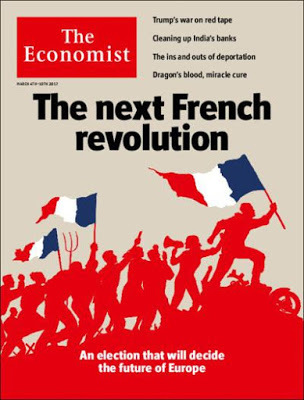 The
Economist
MARCH 4TH-10TH 2017
Trump's war on red tape
Cleaning up India's banks
The ins and outs of deportation
Dragon's blood, miracle cure
The next French
revolution
An election that will decide
the future of Europe